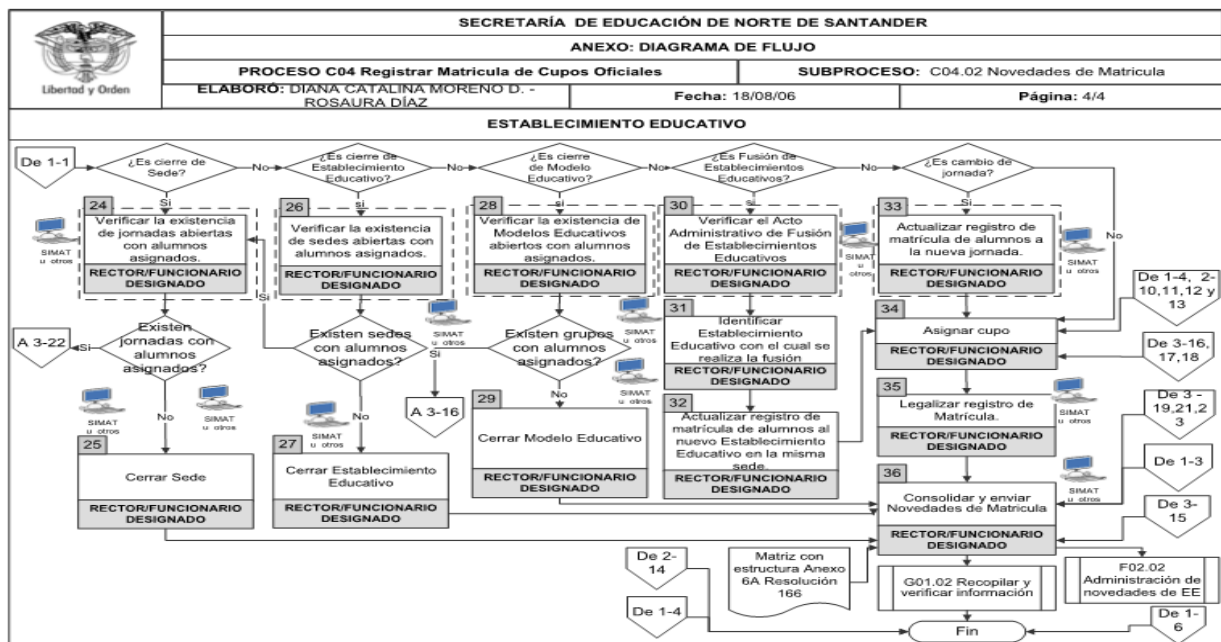 SECRETARÍA DE EDUCACIÓN DE NORTE DE SANTANDER
ANEXO: DIAGRAMA DE FLUJO
PROCESO C04 Registrar Matricula de Cupos Oficiales
SUBPROCESO: C04.02 Novedades de Matricula
Libertad y Orden
ELABORÓ: DIANA CATALINA MORENO D. -
ROSAURA DÍAZ
Fecha: 18/08/06
Página: 4/4
ESTABLECIMIENTO EDUCATIVO
De 1-1
¿Es cierre de
Sede?
No
¿Es cierre de
Establecimiento
Educativo?
No
¿Es cierre
de Modelo
Educativo?
No
¿Es Fusión de
Establecimientos
Educativos?
No
¿Es cambio de
jornada?
No
Si
si
si
si
Si
24
Verificar la existencia
de jornadas abiertas
con alumnos
asignados.
RECTOR/FUNCIONARIO
DESIGNADO
SIMAT
u otros
26
Verificar la existencia
de sedes abiertas con
alumnos asignados.
RECTOR/FUNCIONARIO
DESIGNADO
28
Verificar la existencia de
Modelos Educativos
abiertos con alumnos
asignados.
RECTOR/FUNCIONARIO
DESIGNADO
30
Verificar el Acto
Administrativo de Fusión
de Establecimientos
Educativos
RECTOR/FUNCIONARIO
DESIGNADO
SIMAT
u otros
33
Actualizar registro de
matrícula de alumnos a
la nueva jornada.
RECTOR/FUNCIONARIO
DESIGNADO
SIMAT
u otros
De 1-4, 2-
10,11,12 y
13
A 3-22
Si
Existen
jornadas con
alumnos
asignados?
No
SIMAT
u otros
SIMAT
u otros
Si
Existen sedes
con alumnos
asignados?
No
SIMAT
u otros
SIMAT
u otros
Si
A 3-16
Existen grupos
con alumnos
asignados?
No
SIMAT
u otros
SIMAT
u otros
31
Identificar
Establecimiento
Educativo con el cual se
realiza la fusión
RECTOR/FUNCIONARIO
DESIGNADO
34
Asignar cupo
RECTOR/FUNCIONARIO
DESIGNADO
De 3-16,
17,18
25
Cerrar Sede
RECTOR/FUNCIONARIO
DESIGNADO
27
Cerrar Establecimiento
Educativo
RECTOR/FUNCIONARIO
DESIGNADO
29
Cerrar Modelo Educativo
RECTOR/FUNCIONARIO
DESIGNADO
32
Actualizar registro de
matrícula de alumnos al
nuevo Establecimiento
Educativo en la misma
sede.
RECTOR/FUNCIONARIO
DESIGNADO
35
Legalizar registro de
Matrícula.
RECTOR/FUNCIONARIO
DESIGNADO
SIMAT
u otros
De 3 -
19,21,2
3
De 1-3
36
Consolidar y enviar
Novedades de Matricula
RECTOR/FUNCIONARIO
DESIGNADO
SIMAT
u otros
De 3-
15
De 2-
14
De 1-4
Matriz con
estructura Anexo
6A Resolución
166
G01.02 Recopilar y
verificar información
F02.02
Administración de
novedades de EE
Fin
De 1-
6